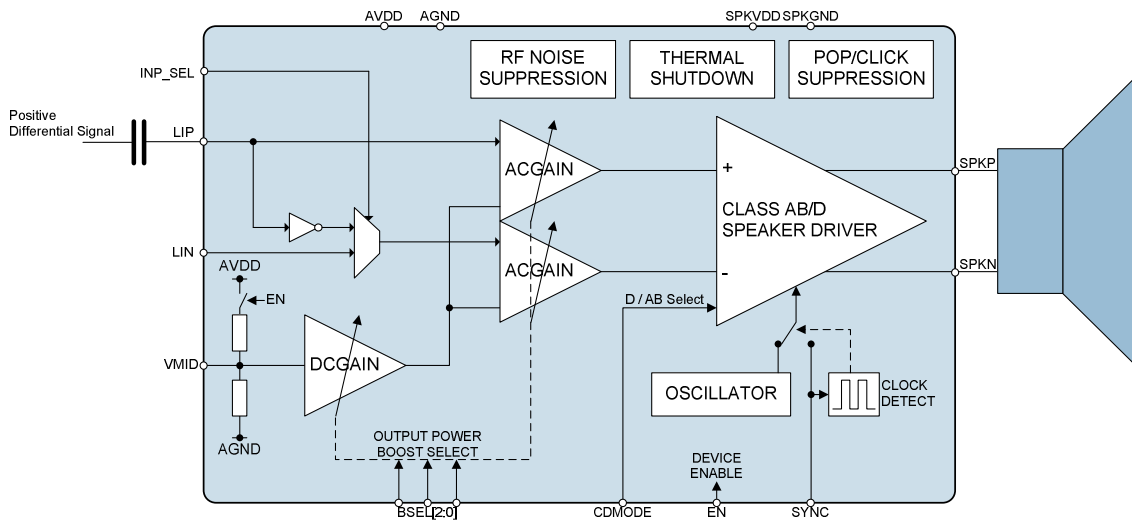 AVDD
AGND
SPKVDD
SPKGND
RF NOISE
SUPPRESSION
THERMAL
SHUTDOWN
POP/CLICK
SUPPRESSION
INP_SEL
Positive
Differential Signal
LIP
ACGAIN
+
CLASS AB/D
SPEAKER DRIVER
-
SPKP
LIN
ACGAIN
SPKN
AVDD
EN
D / AB Select
VMID
DCGAIN
OSCILLATOR
CLOCK
DETECT
AGND
OUTPUT POWER
BOOST SELECT
DEVICE
ENABLE
BSEL[2:0]
CDMODE
EN
SYNC